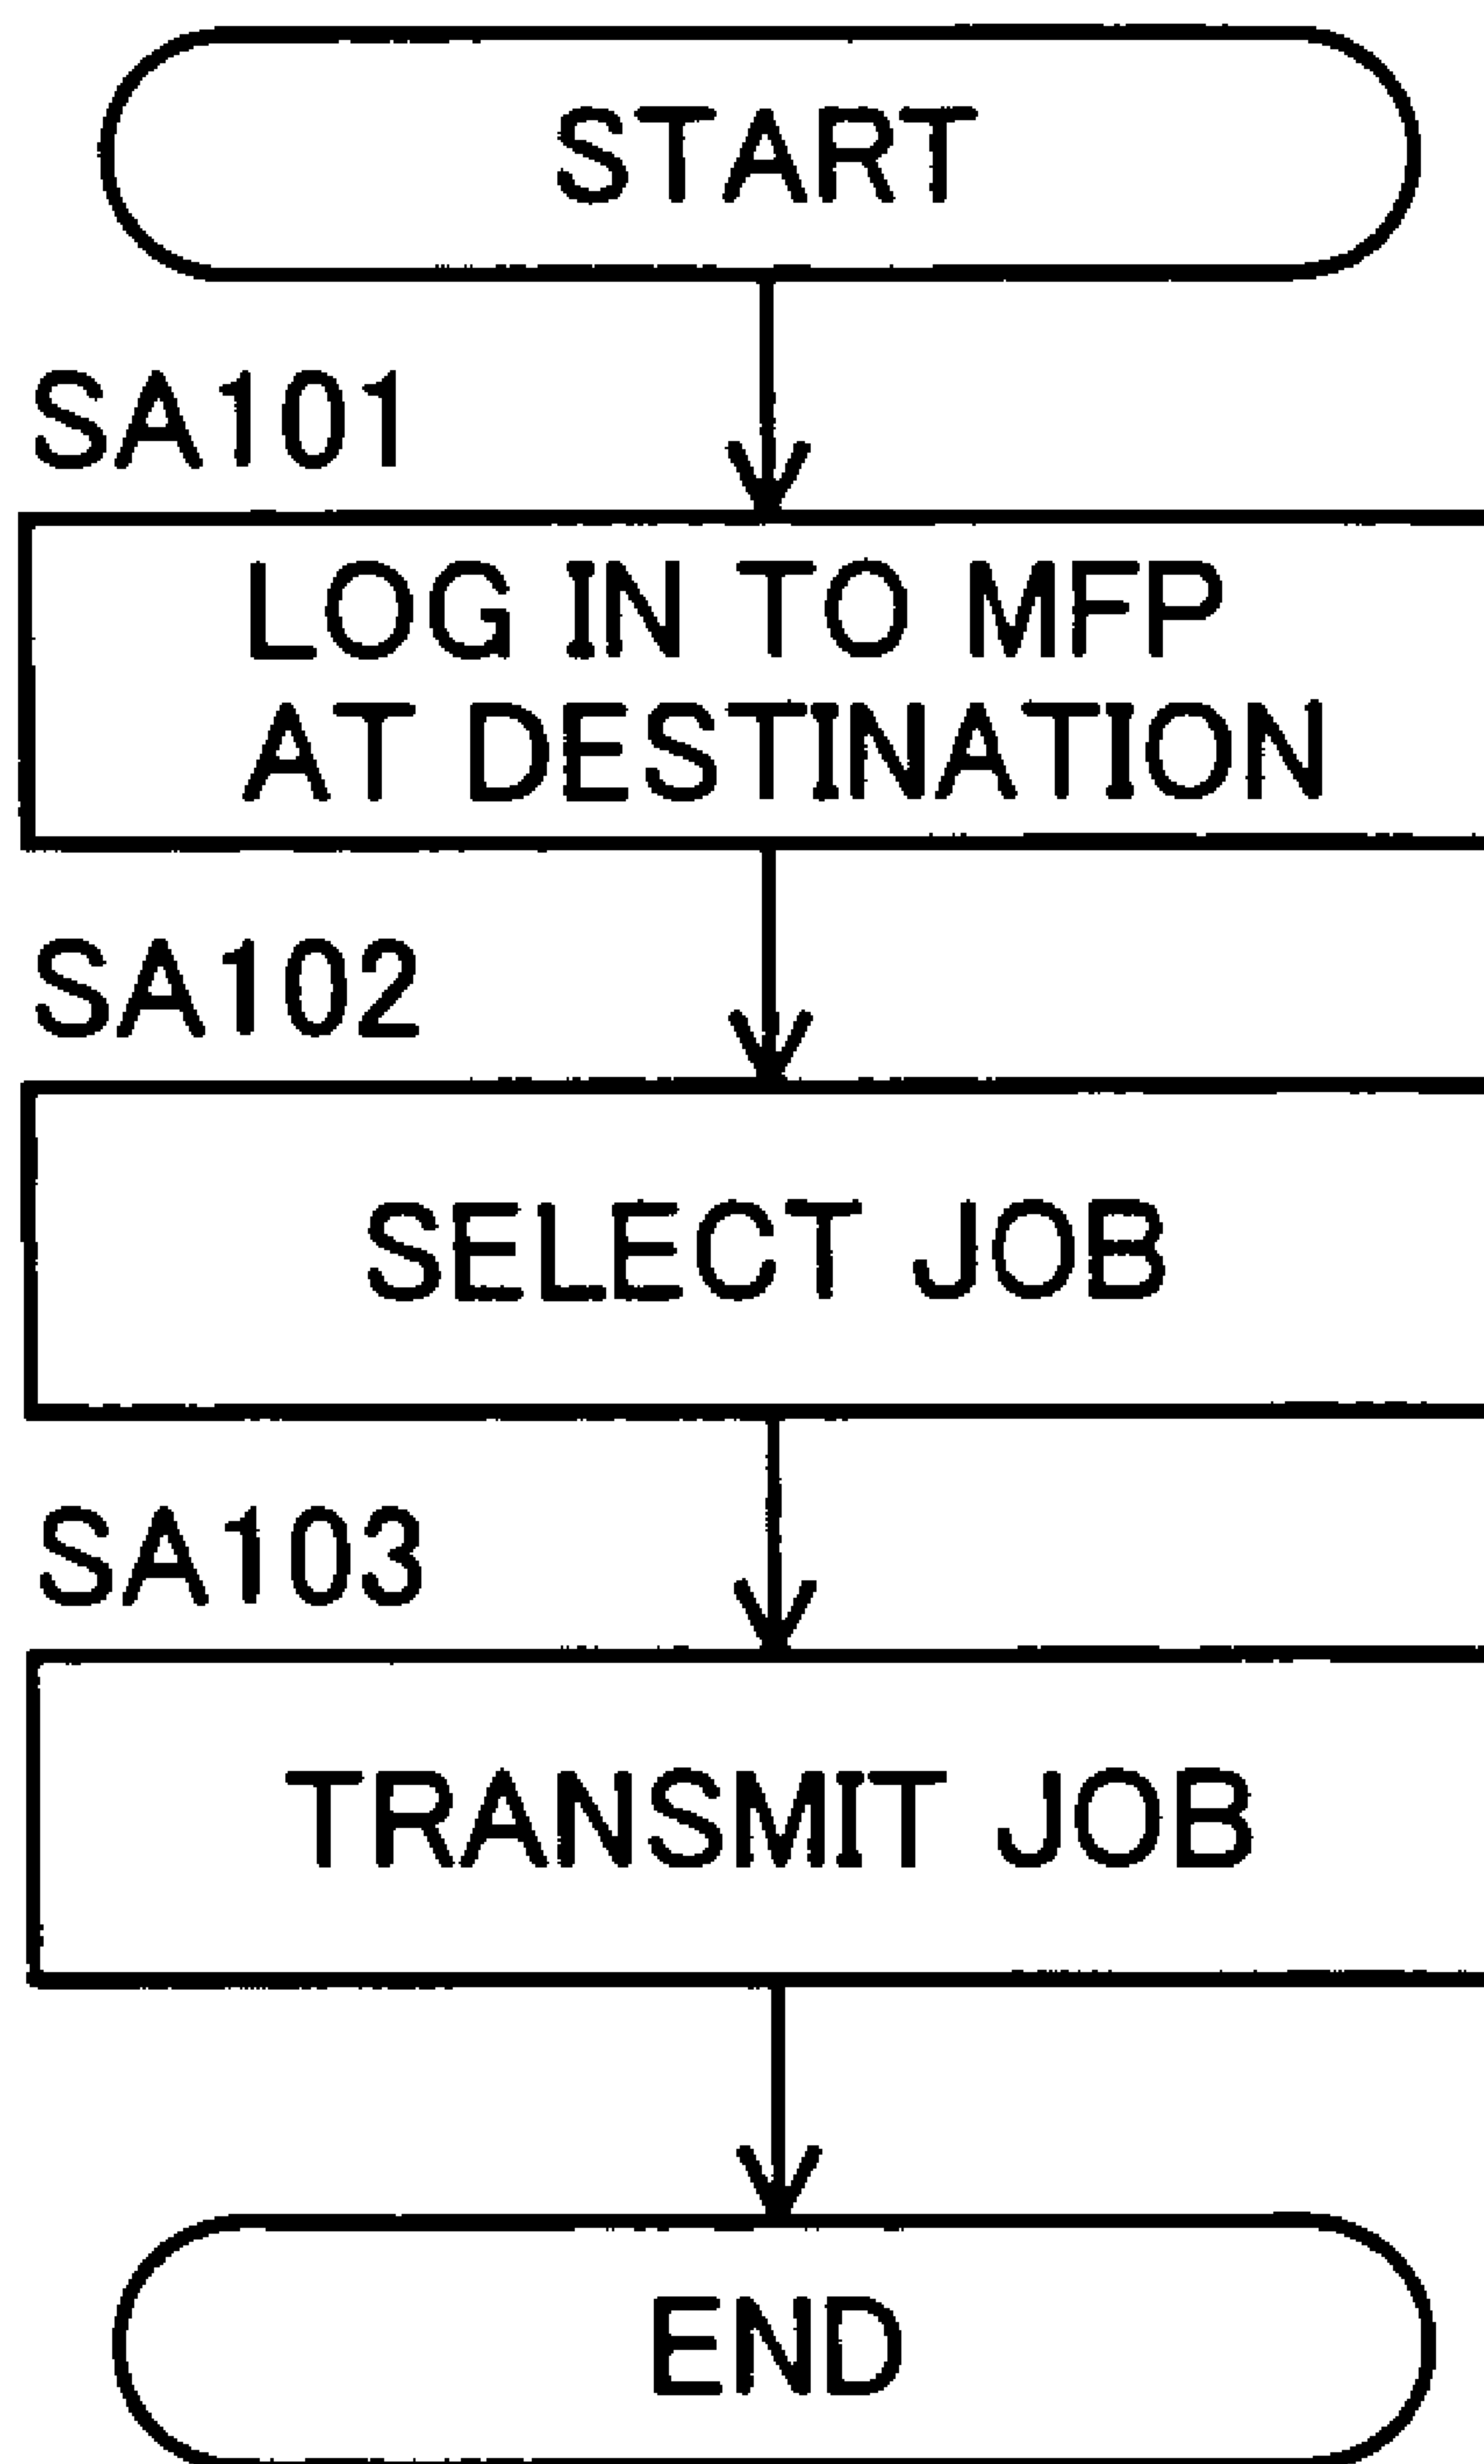 START
SA101
LOG IN TO MFP
AT DESTINATION
SA102
SELECT JOB
SA103
TRANSMIT JOB
END